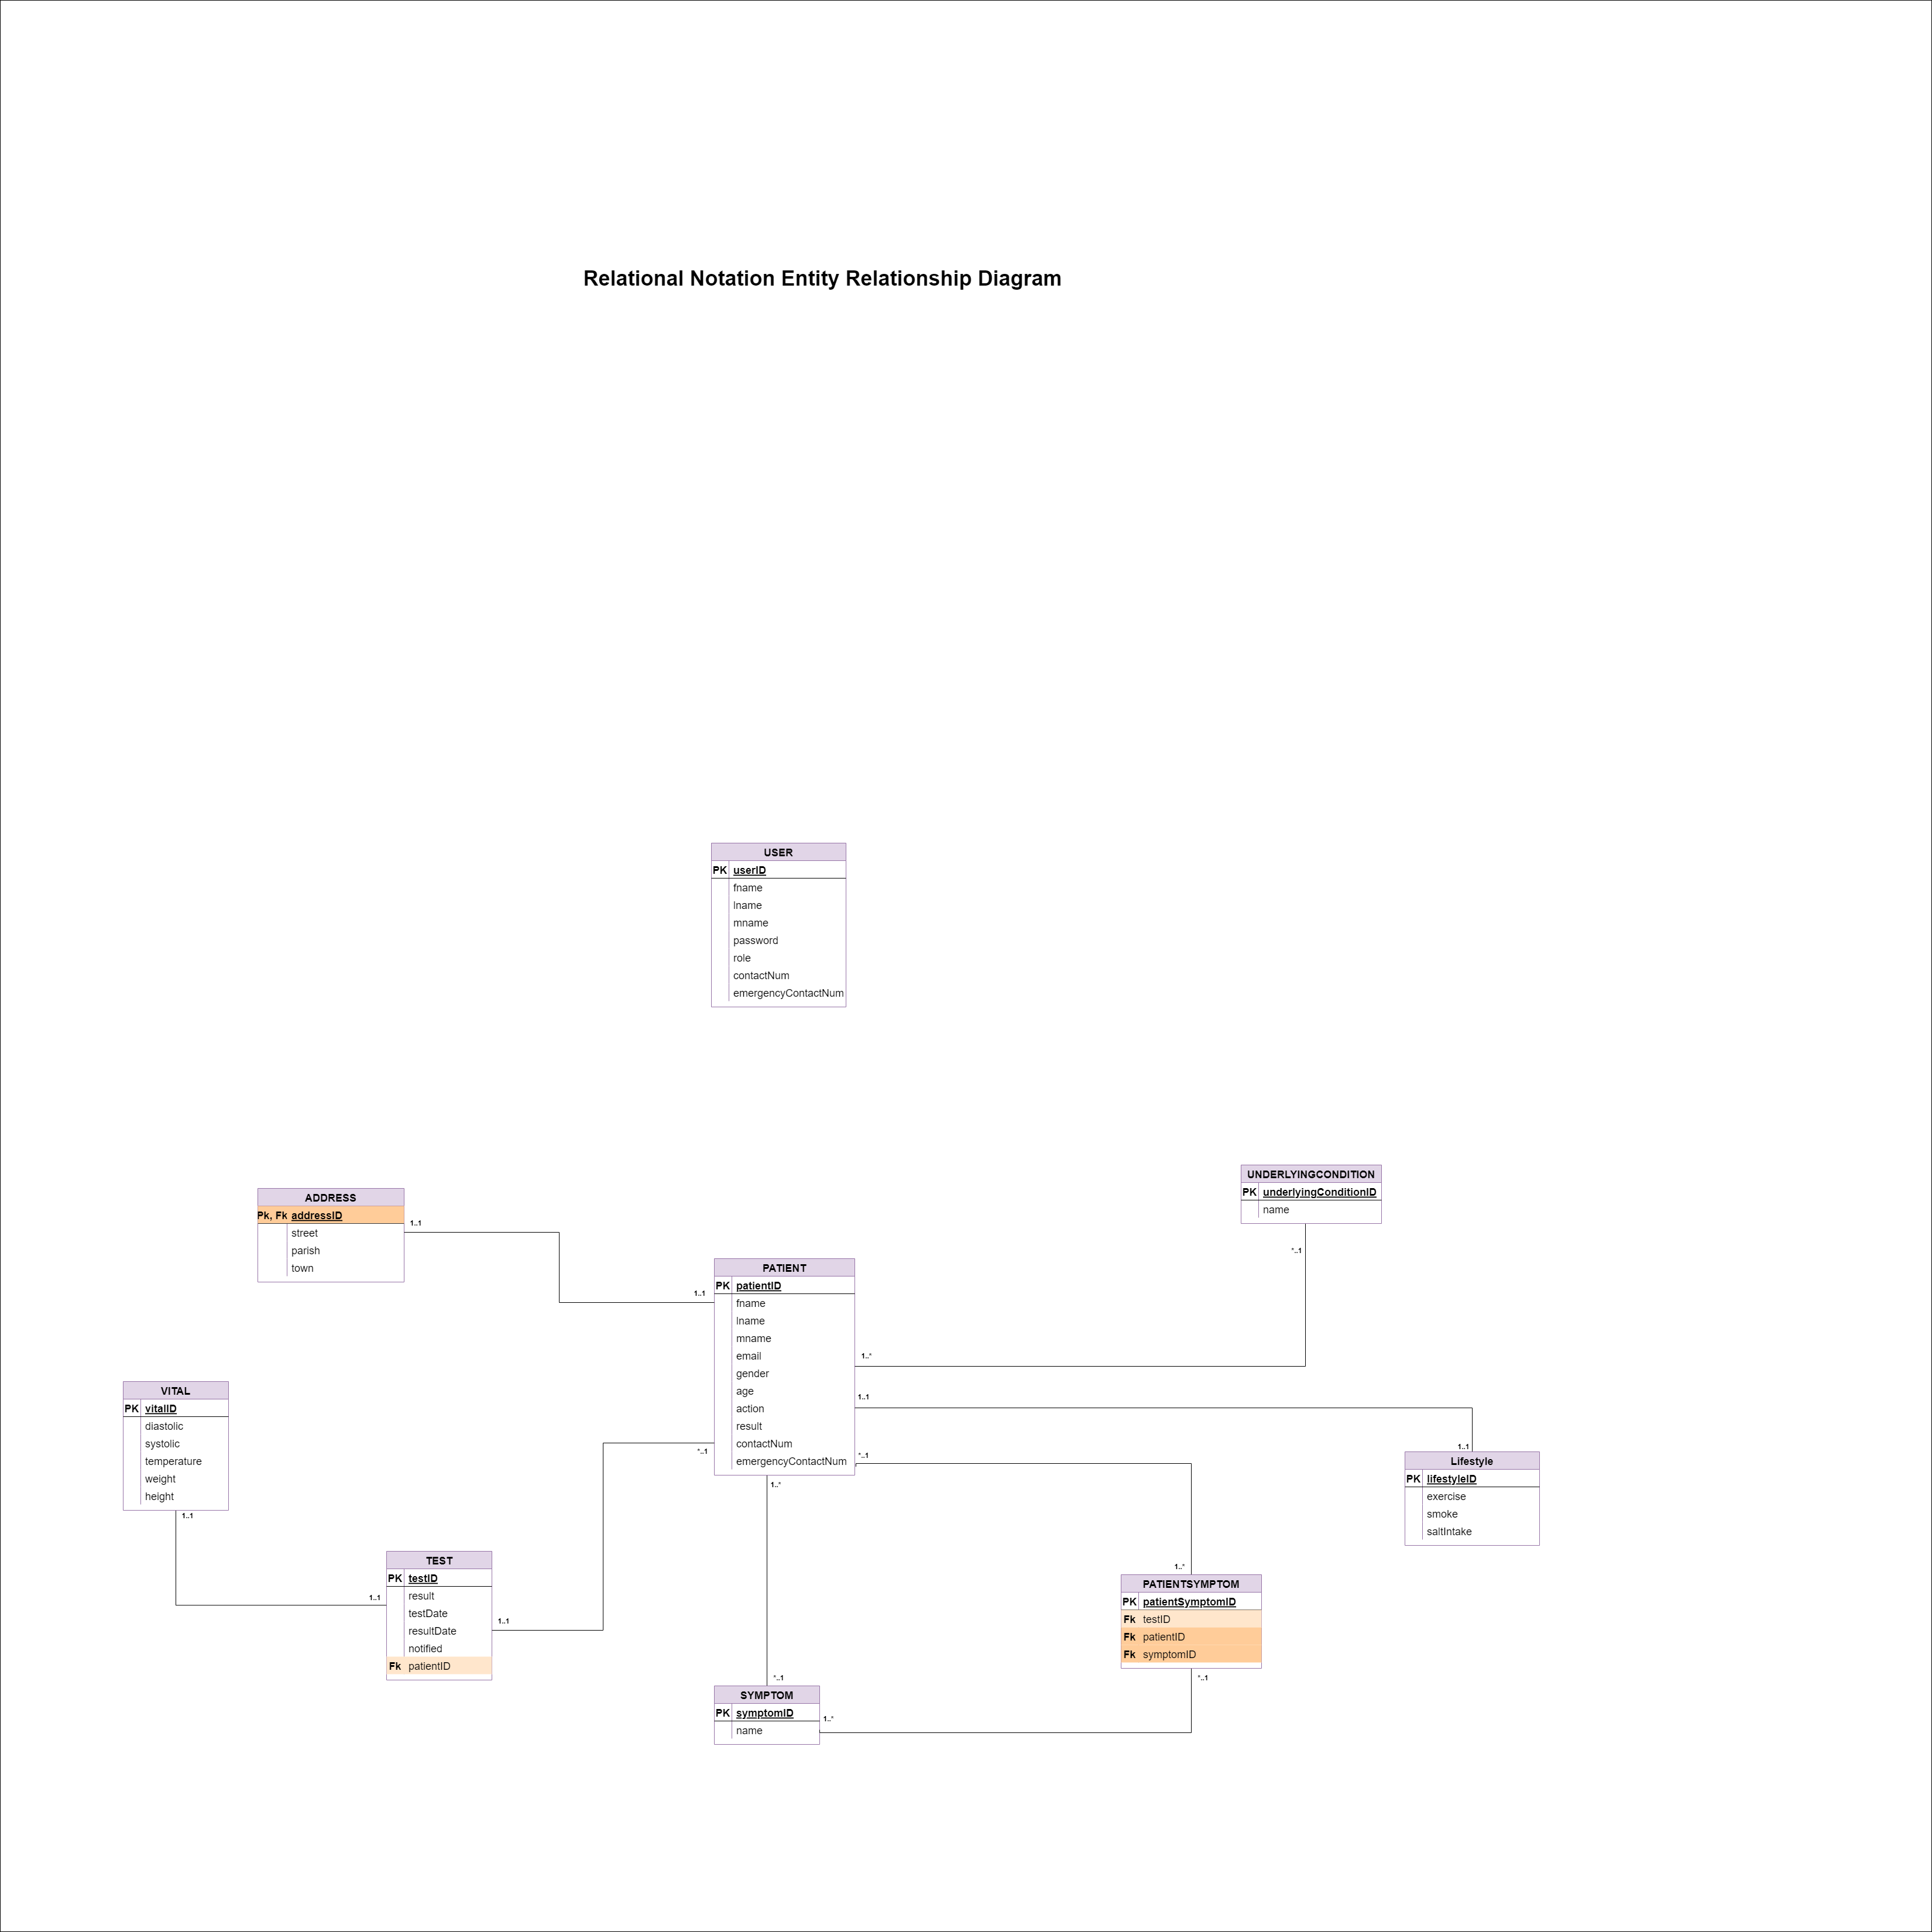 Relational Notation Entity Relationship Diagram
USER
PK userID
fname
lname
mname
password
role
contactNum
emergencyContactNum
UNDERLYINGCONDITION
PK underlyingConditionID
name
*..1
ADDRESS
Pk, Fk addressID
street
parish
town
1..1
1..1
PATIENT
PK patientID
fname
lname
mname
email
gender
age
action
result
contactNum
emergencyContactNum
1..*
1..1
*..1
*..1
1..*
VITAL
PK vitalID
diastolic
systolic
temperature
weight
height
1..1
1..1
Lifestyle
PK lifestyleID
exercise
smoke
saltIntake
TEST
PK testID
result
testDate
resultDate
notified
Fk patientID
1..1
1..1
1..*
PATIENTSYMPTOM
PK patientSymptomID
Fk testID
Fk patientID
Fk symptomID
*..1
*..1
SYMPTOM
PK symptomID
name
1..*